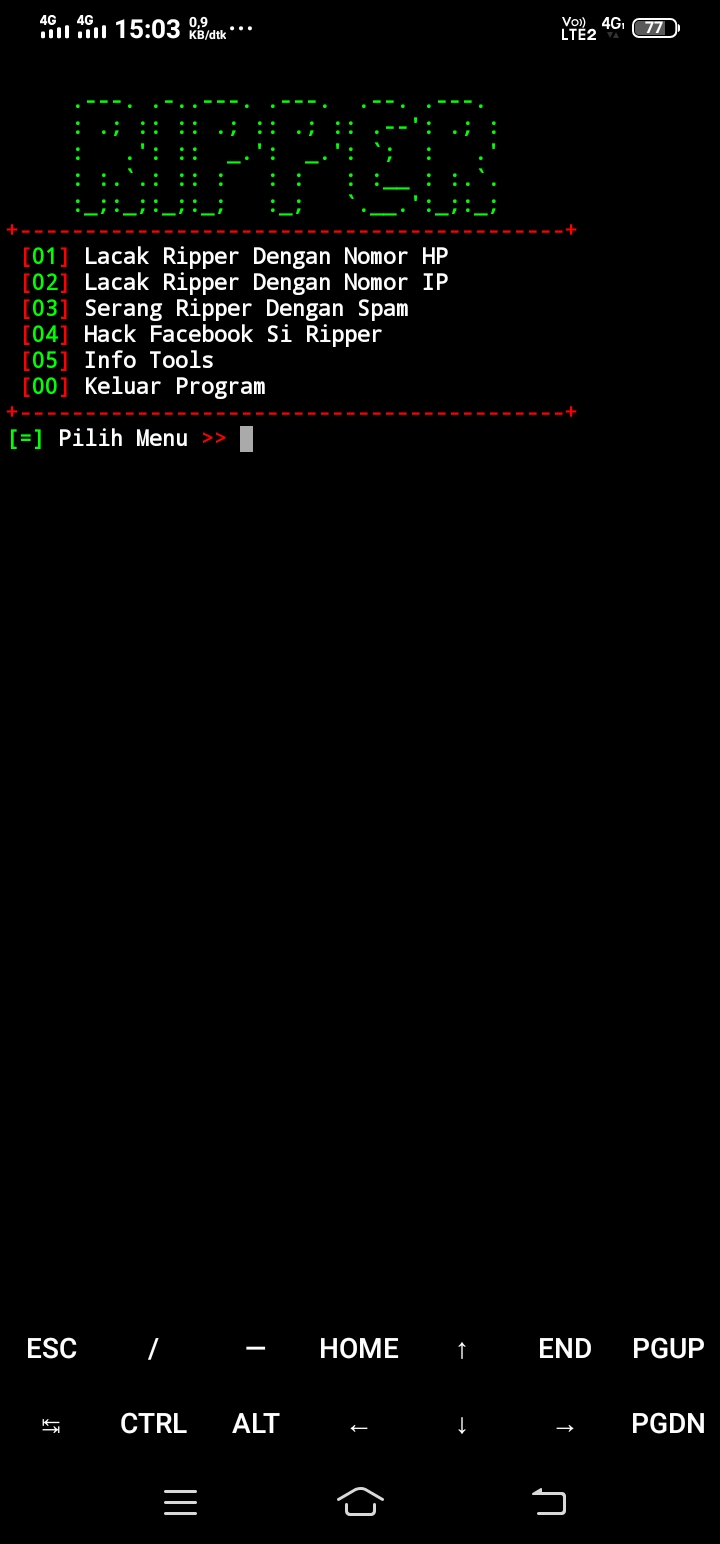 4G 4G 15:03 0,9 KB/dtk ... Vo)) LTE2 4G 77
RIPPER
+------------------------------------------+
[01] Lacak Ripper Dengan Nomor HP
[02] Lacak Ripper Dengan Nomor IP
[03] Serang Ripper Dengan Spam
[04] Hack Facebook Si Ripper
[05] Info Tools
[00] Keluar Program
+------------------------------------------+
[=] Pilih Menu >>
ESC / — HOME ↑ END PGUP
↹ CTRL ALT ← ↓ → PGDN